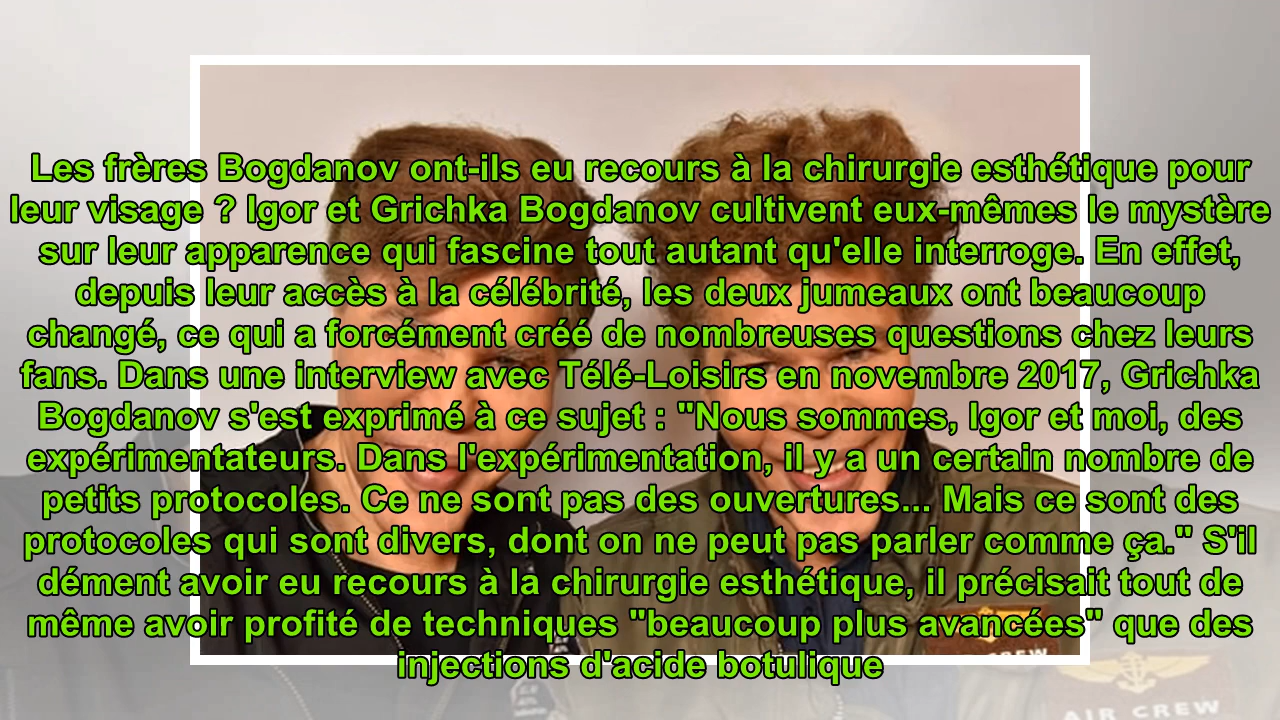 Les frères Bogdanov ont-ils eu recours à la chirurgie esthétique pour
leur visage ? Igor et Grichka Bogdanov cultivent eux-mêmes le mystère
sur leur apparence qui fascine tout autant qu'elle interroge. En effet,
depuis leur accès à la célébrité, les deux jumeaux ont beaucoup
changé, ce qui a forcément créé de nombreuses questions chez leurs
fans. Dans une interview avec Télé-Loisirs en novembre 2017, Grichka
Bogdanov s'est exprimé à ce sujet : "Nous sommes, Igor et moi, des
expérimentateurs. Dans l'expérimentation, il y a un certain nombre de
petits protocoles. Ce ne sont pas des ouvertures... Mais ce sont des
protocoles qui sont divers, dont on ne peut pas parler comme ça." S'il
dément avoir eu recours à la chirurgie esthétique, il précisait tout de
même avoir profité de techniques "beaucoup plus avancées" que des
injections d'acide botulique
AIR CREW